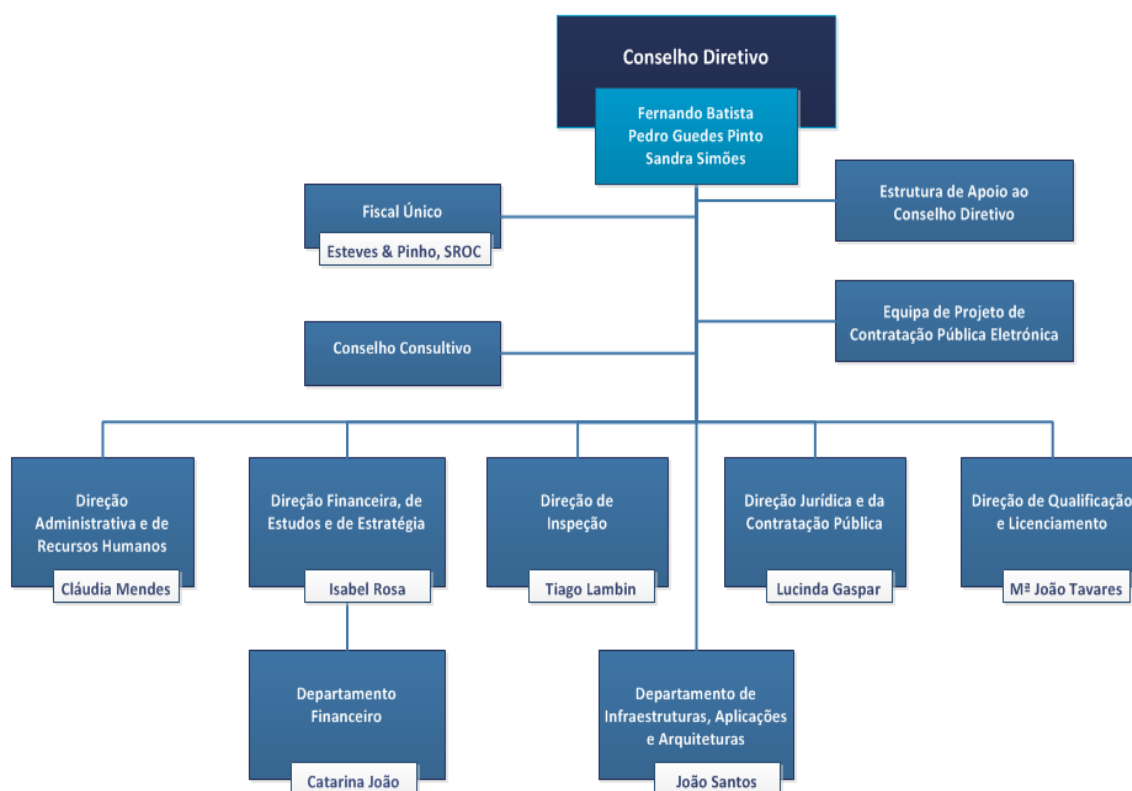 Conselho Diretivo
Fernando Batista
Pedro Guedes Pinto
Sandra Simões
Fiscal Único
Esteves & Pinho, SROC
Estrutura de Apoio ao
Conselho Diretivo
Conselho Consultivo
Equipa de Projeto de
Contratação Pública Eletrónica
Direção
Administrativa e de
Recursos Humanos
Cláudia Mendes
Direção Financeira, de
Estudos e de Estratégia
Isabel Rosa
Direção de
Inspeção
Tiago Lambin
Direção Jurídica e da
Contratação Pública
Lucinda Gaspar
Direção de Qualificação
e Licenciamento
Mª João Tavares
Departamento
Financeiro
Catarina João
Departamento de
Infraestruturas, Aplicações
e Arquiteturas
João Santos